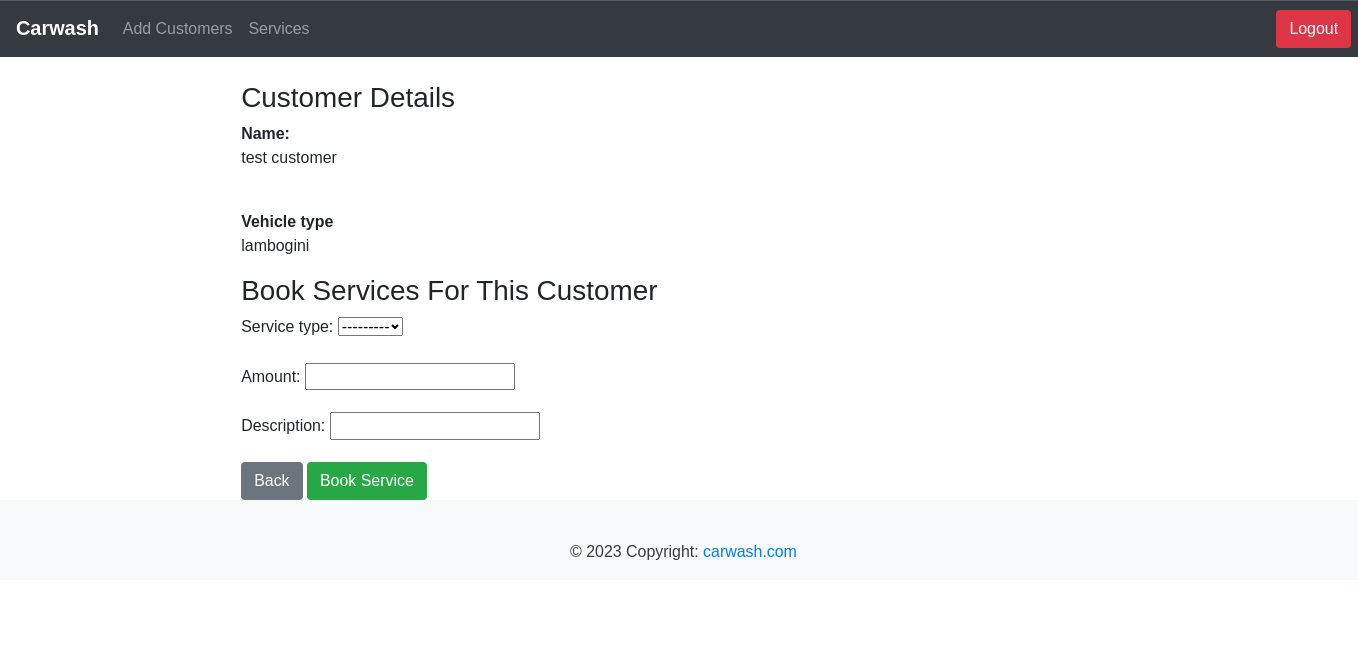 Carwash Add Customers Services Logout
Customer Details
Name:
test customer
Vehicle type
lambogini
Book Services For This Customer
Service type: ---------
Amount:
Description:
Back Book Service
© 2023 Copyright: carwash.com